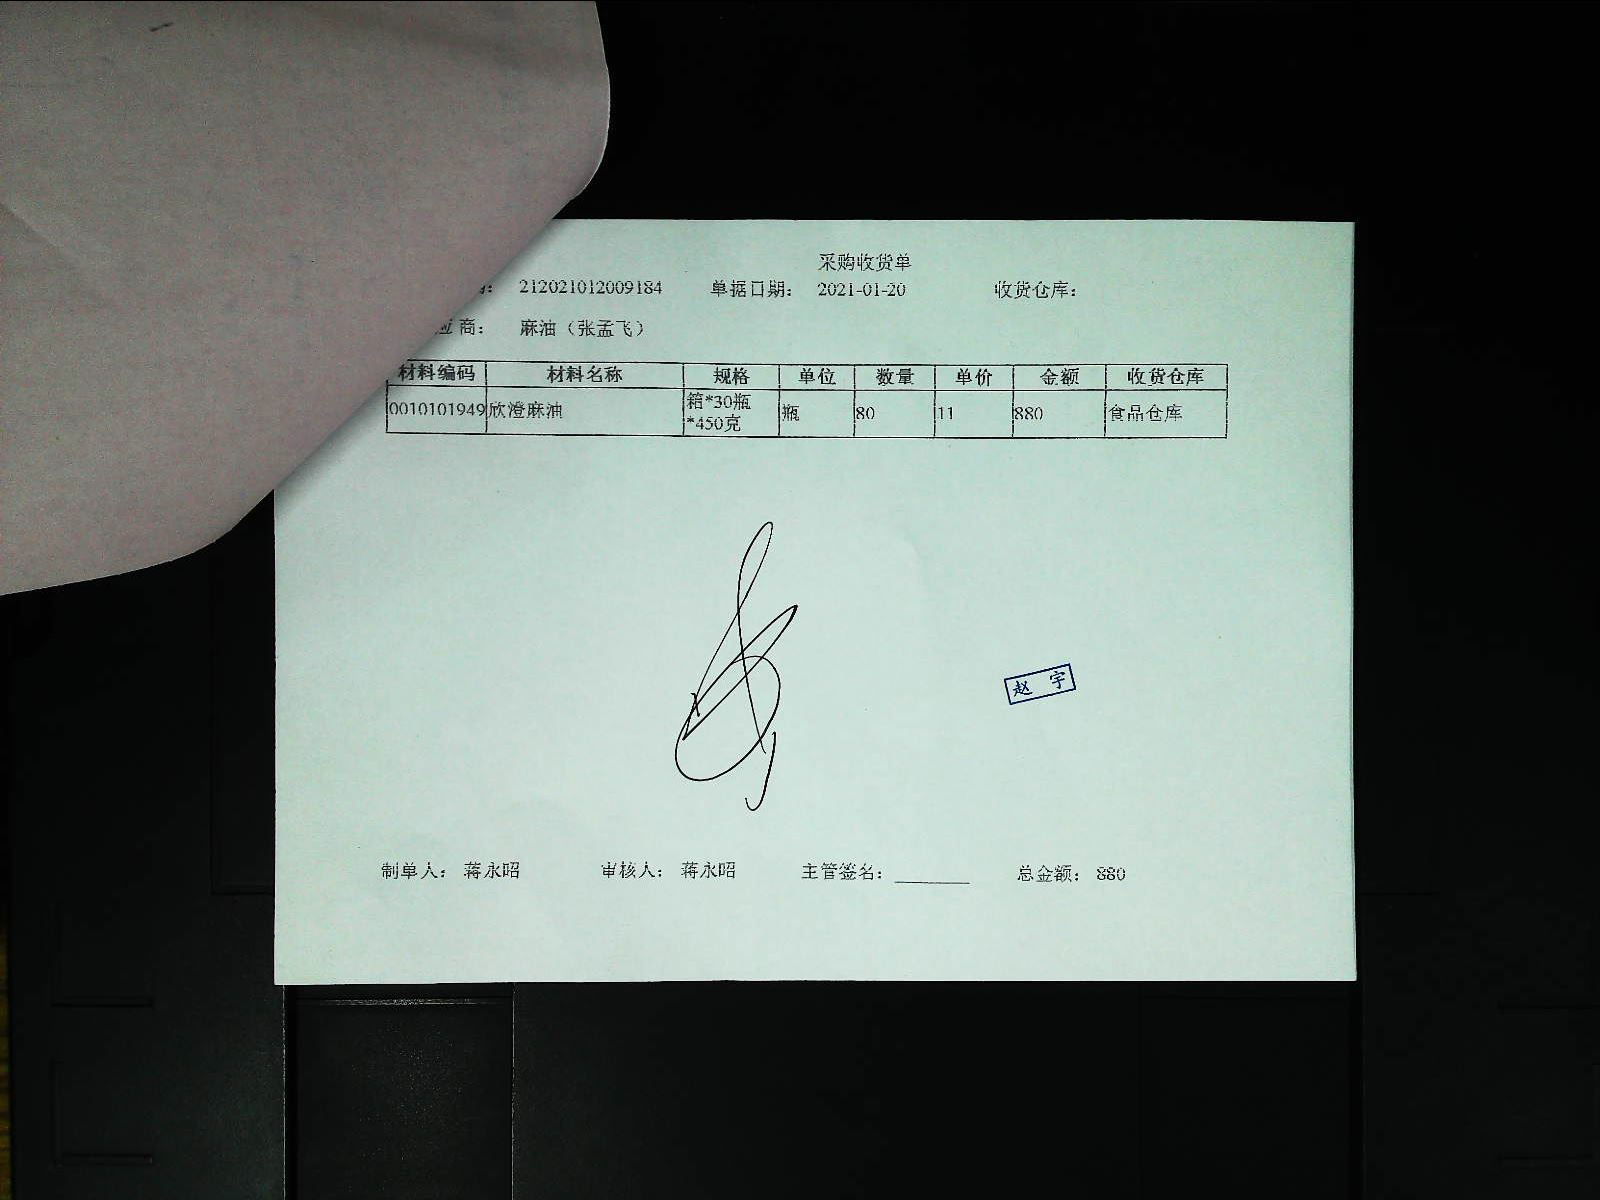 采购收货单
: 212021012009184 单据日期: 2021-01-20 收货仓库:
应 商: 麻油（张孟飞）
材料编码 材料名称 规格 单位 数量 单价 金额 收货仓库
0010101949 欣澄麻油 箱*30瓶 瓶 80 11 880 食品仓库
*450克
赵 宇
制单人: 蒋永昭 审核人: 蒋永昭 主管签名: 总金额: 880